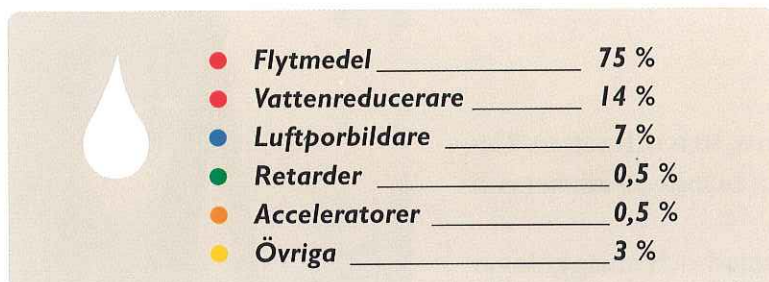 Flytmedel 75 %
Vattenreducerare 14 %
Luftporbildare 7 %
Retarder 0,5 %
Acceleratorer 0,5 %
Övriga 3 %